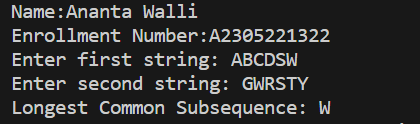 Name:Ananta Walli
Enrollment Number:A2305221322
Enter first string: ABCDSW
Enter second string: GWRSTY
Longest Common Subsequence: W